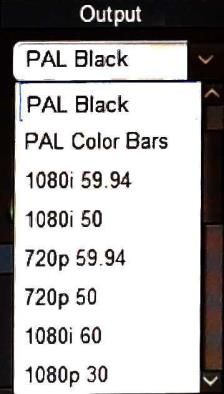 Output
PAL Black
PAL Black
PAL Color Bars
1080i 59.94
1080i 50
720p 59.94
720p 50
1080i 60
1080p 30